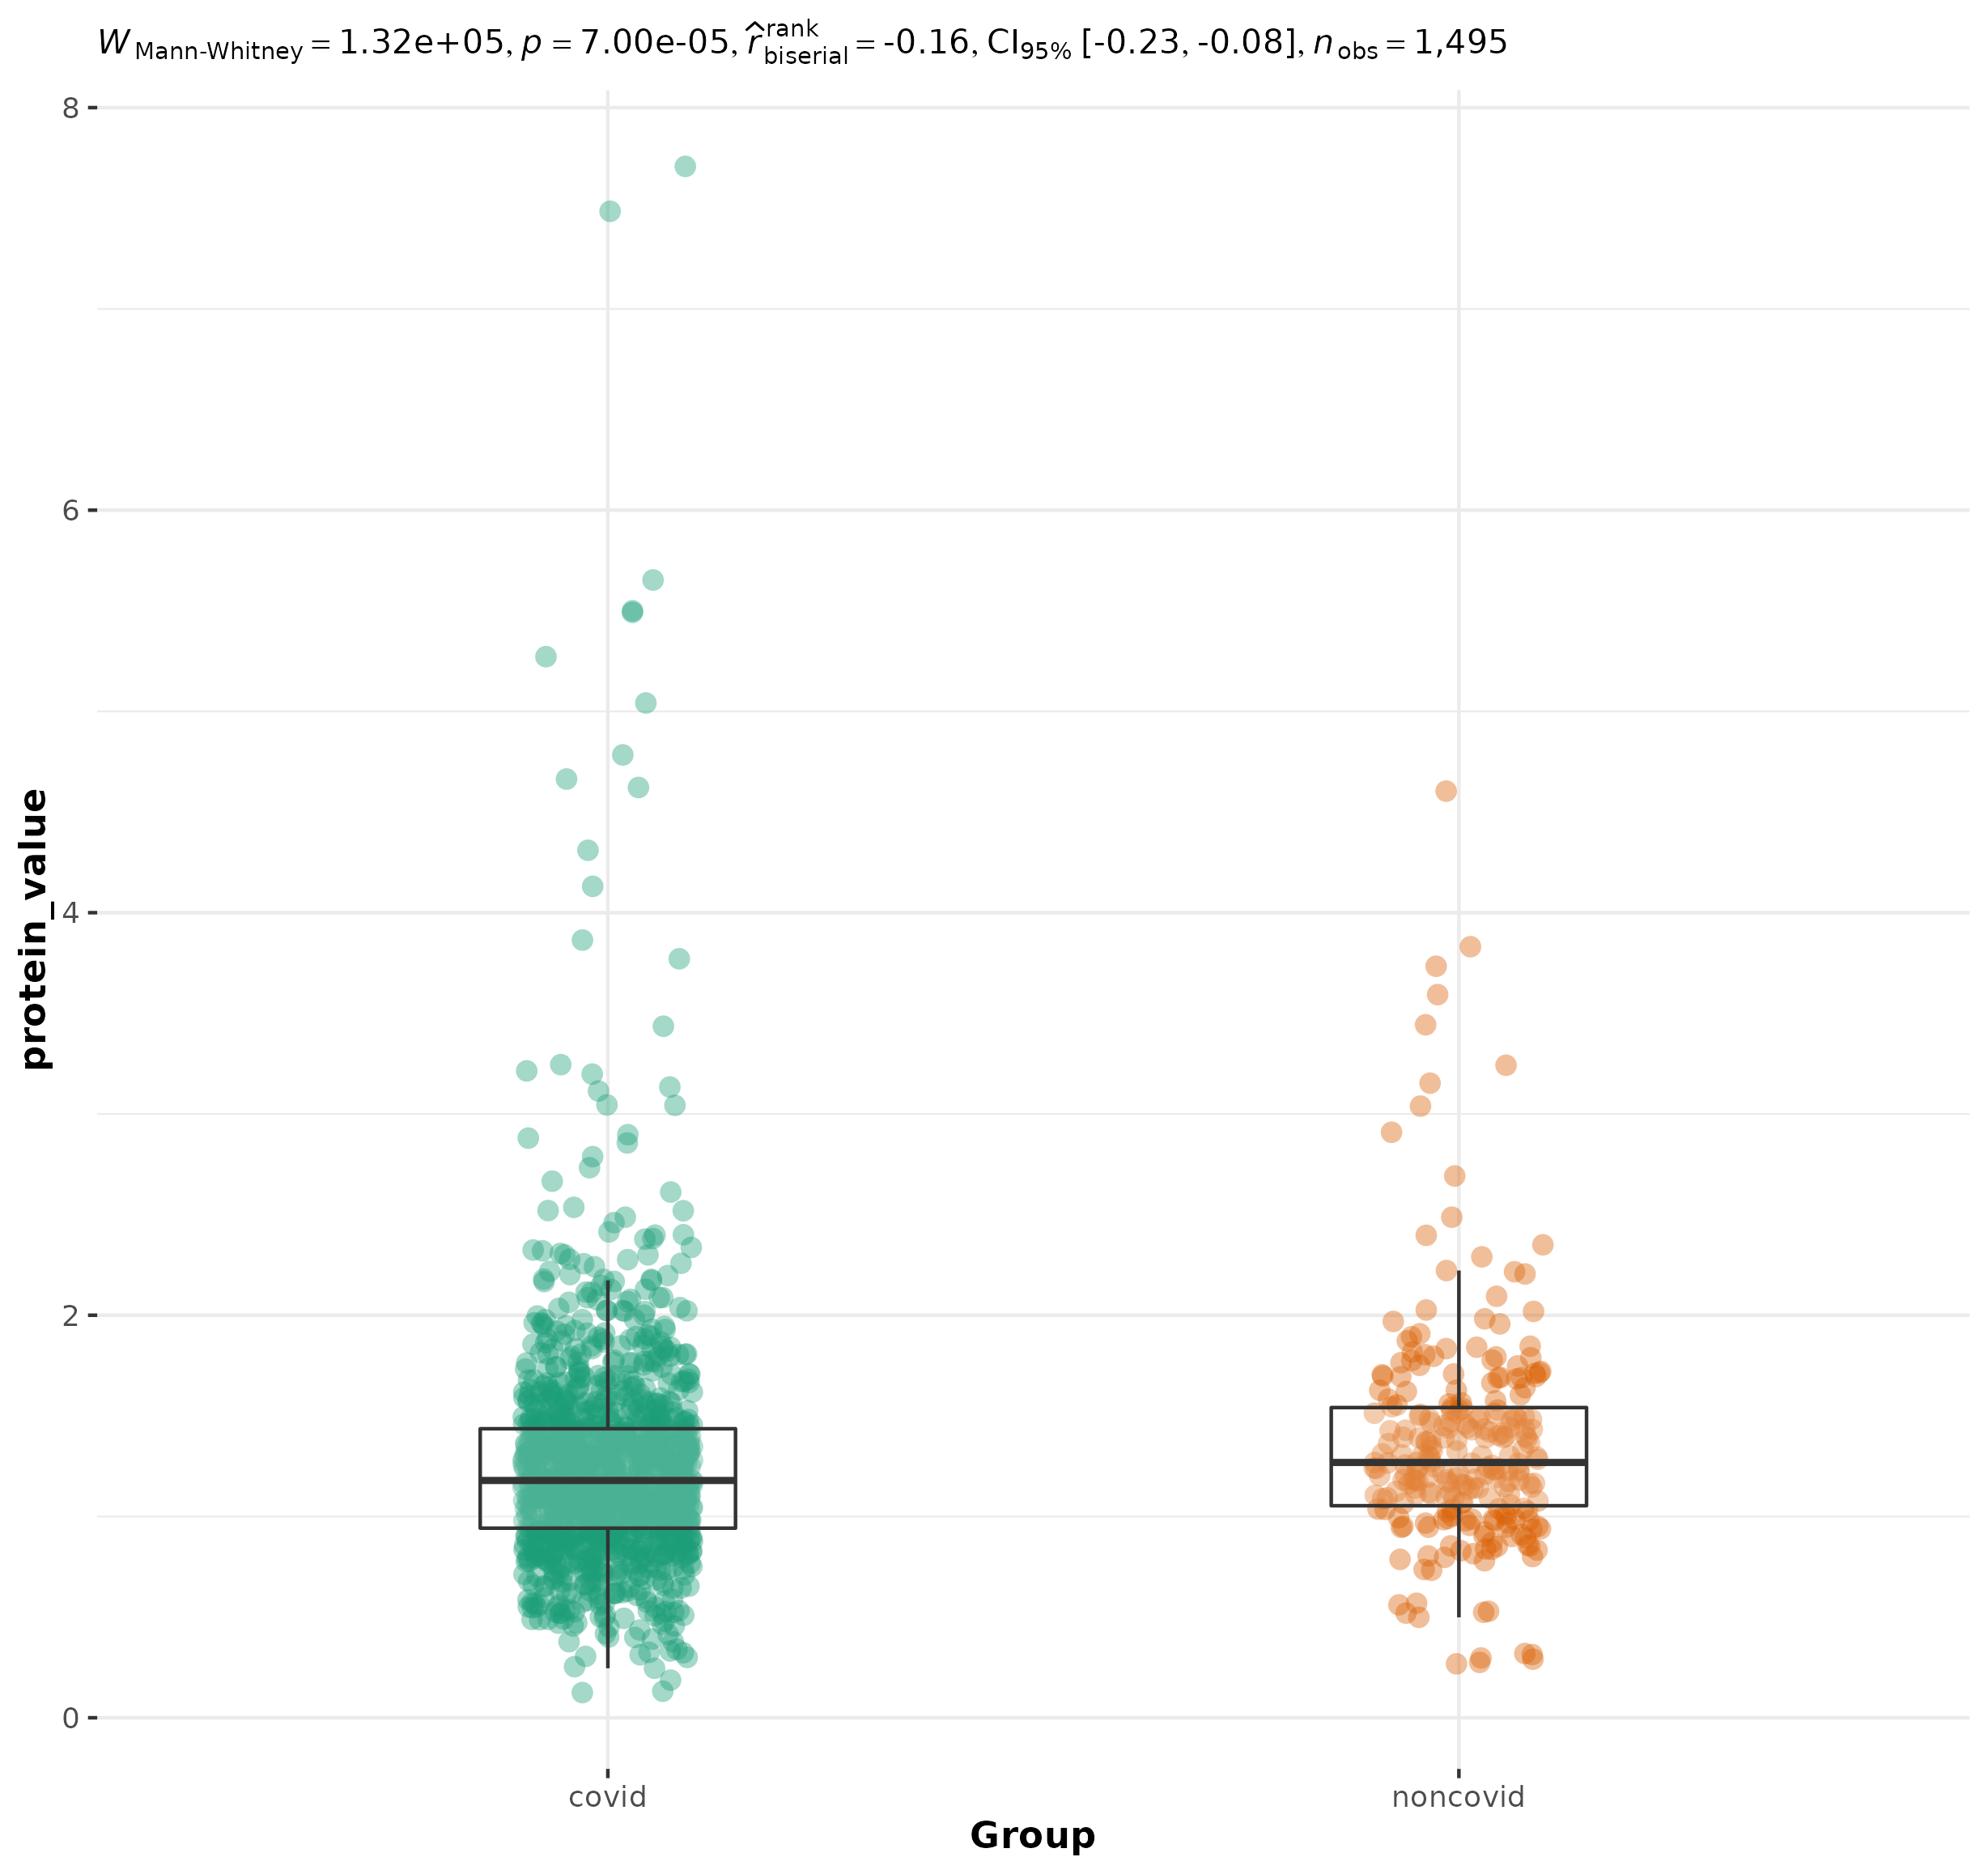 W Mann-Whitney = 1.32e+05, p = 7.00e-05, r̂ rank biserial = -0.16, CI95% [-0.23, -0.08], n obs = 1,495
8
6
4
2
0
protein_value
covid noncovid
Group